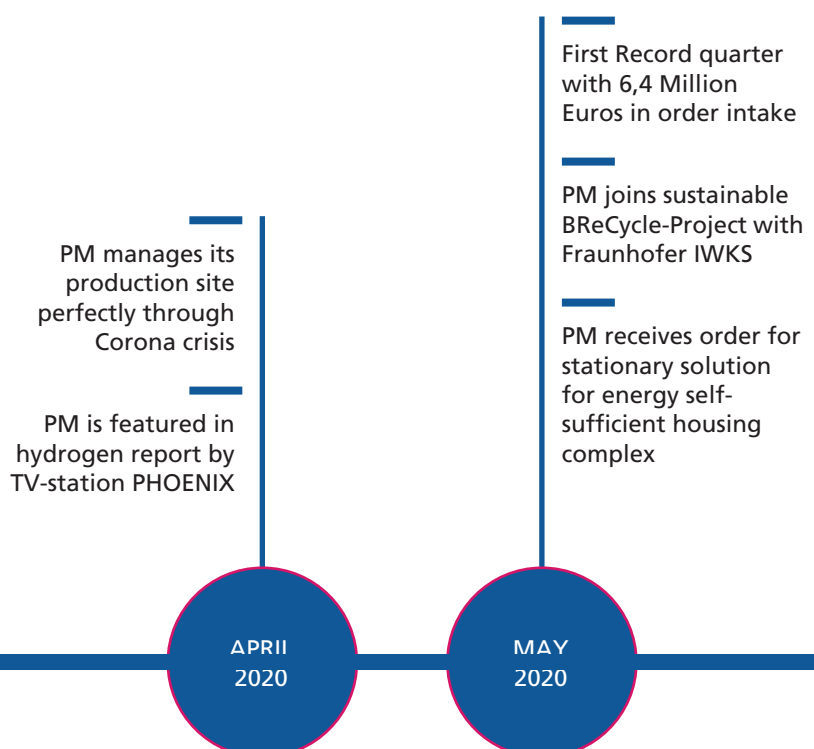 PM manages its
production site
perfectly through
Corona crisis
PM is featured in
hydrogen report by
TV-station PHOENIX
APRIL
2020
First Record quarter
with 6,4 Million
Euros in order intake
PM joins sustainable
BReCycle-Project with
Fraunhofer IWKS
PM receives order for
stationary solution
for energy self-
sufficient housing
complex
MAY
2020